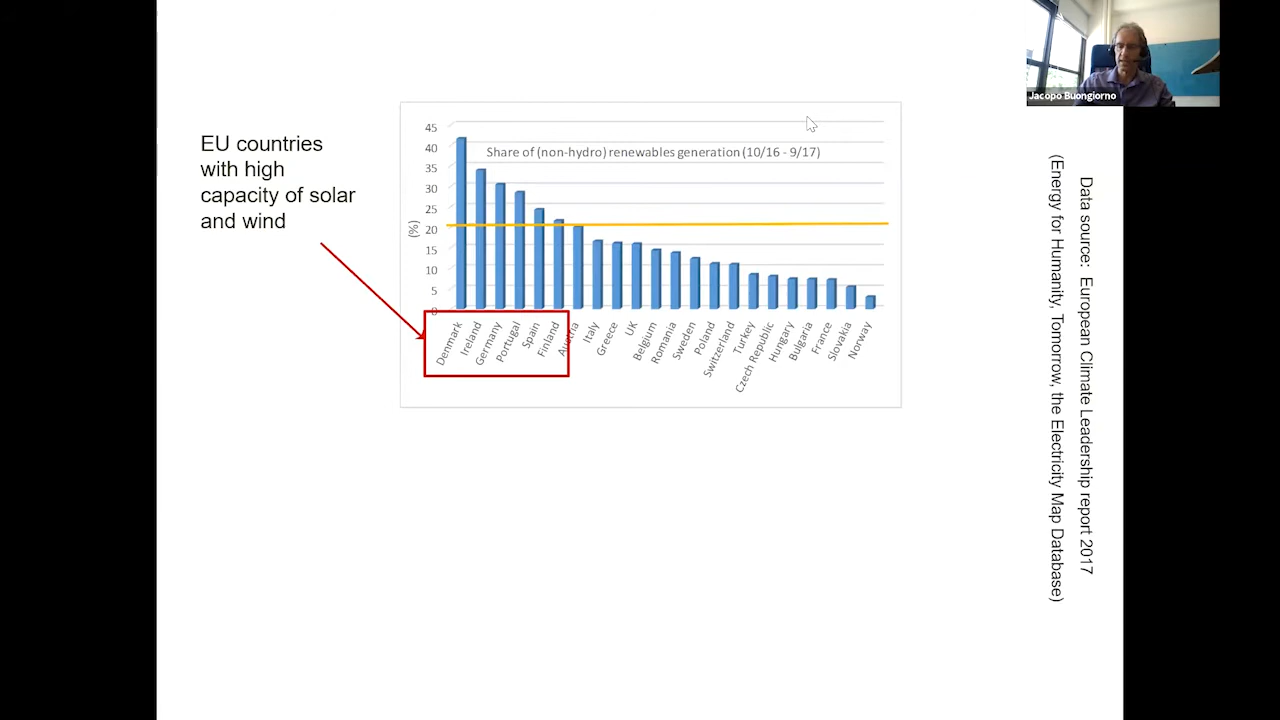 Jacopo Buongiorno
EU countries
with high
capacity of solar
and wind
Share of (non-hydro) renewables generation (10/16 - 9/17)
(%)
45
40
35
30
25
20
15
10
5
0
Denmark
Ireland
Germany
Portugal
Spain
Finland
Austria
Italy
Greece
UK
Belgium
Romania
Sweden
Poland
Switzerland
Turkey
Czech Republic
Hungary
Bulgaria
France
Slovakia
Norway
Data source: European Climate Leadership report 2017
(Energy for Humanity, Tomorrow, the Electricity Map Database)